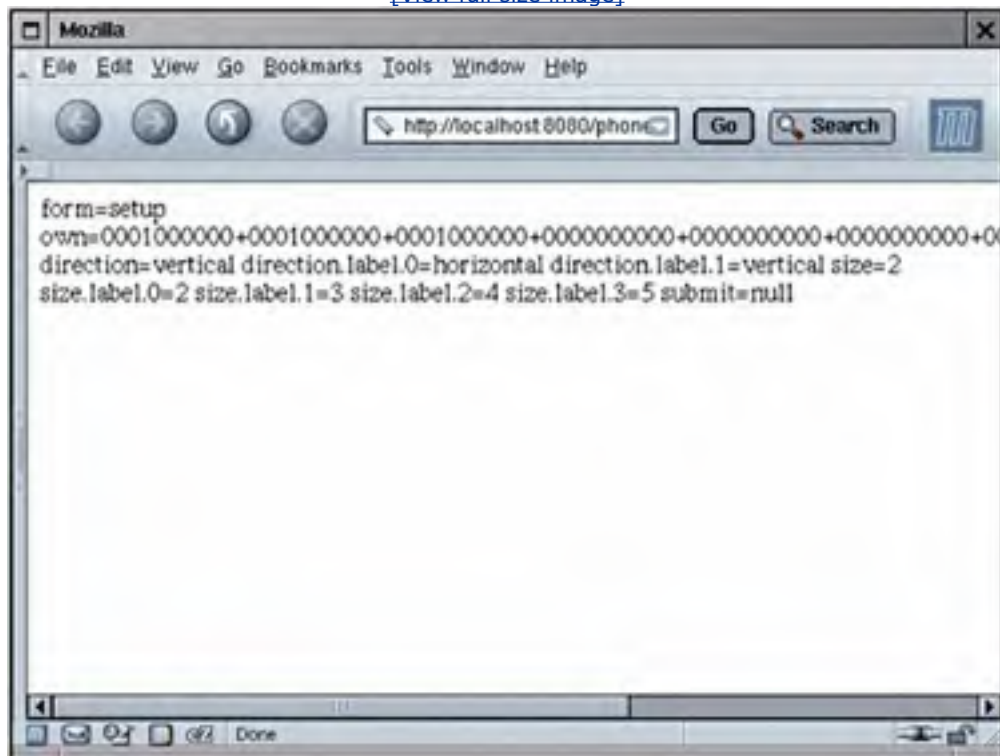 [View full size image]
Mozilla
File Edit View Go Bookmarks Tools Window Help
http://localhost:8080/phone Go Search
form=setup
own=0001000000+0001000000+0001000000+0000000000+0000000000+0000000000+00
direction=vertical direction.label.0=horizontal direction.label.1=vertical size=2
size.label.0=2 size.label.1=3 size.label.2=4 size.label.3=5 submit=null
Done